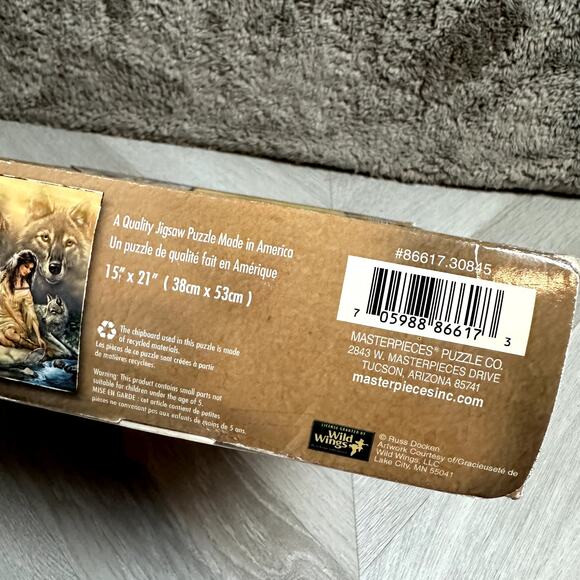 A Quality Jigsaw Puzzle Made in America
Un puzzle de qualité fait en Amérique
15" x 21" ( 38cm x 53cm )
The chipboard used in this puzzle is made
of recycled materials.
Les pièces de ce puzzle sont créées à partir
de matières recyclées.
Warning: This product contains small parts not
suitable for children under the age of 5.
MISE EN GARDE : cet article contient de petites
pièces ne convenant pas aux enfants de moins de 5 ans.
#86617.30845
7 05988 86617 3
MASTERPIECES® PUZZLE CO.
2843 W. MASTERPIECES DRIVE
TUCSON, ARIZONA 85741
masterpiecesinc.com
LICENSE GRANTED BY
Wild
Wings
© Russ Docken
Artwork Courtesy of/Gracieuseté de
Wild Wings, LLC
Lake City, MN 55041